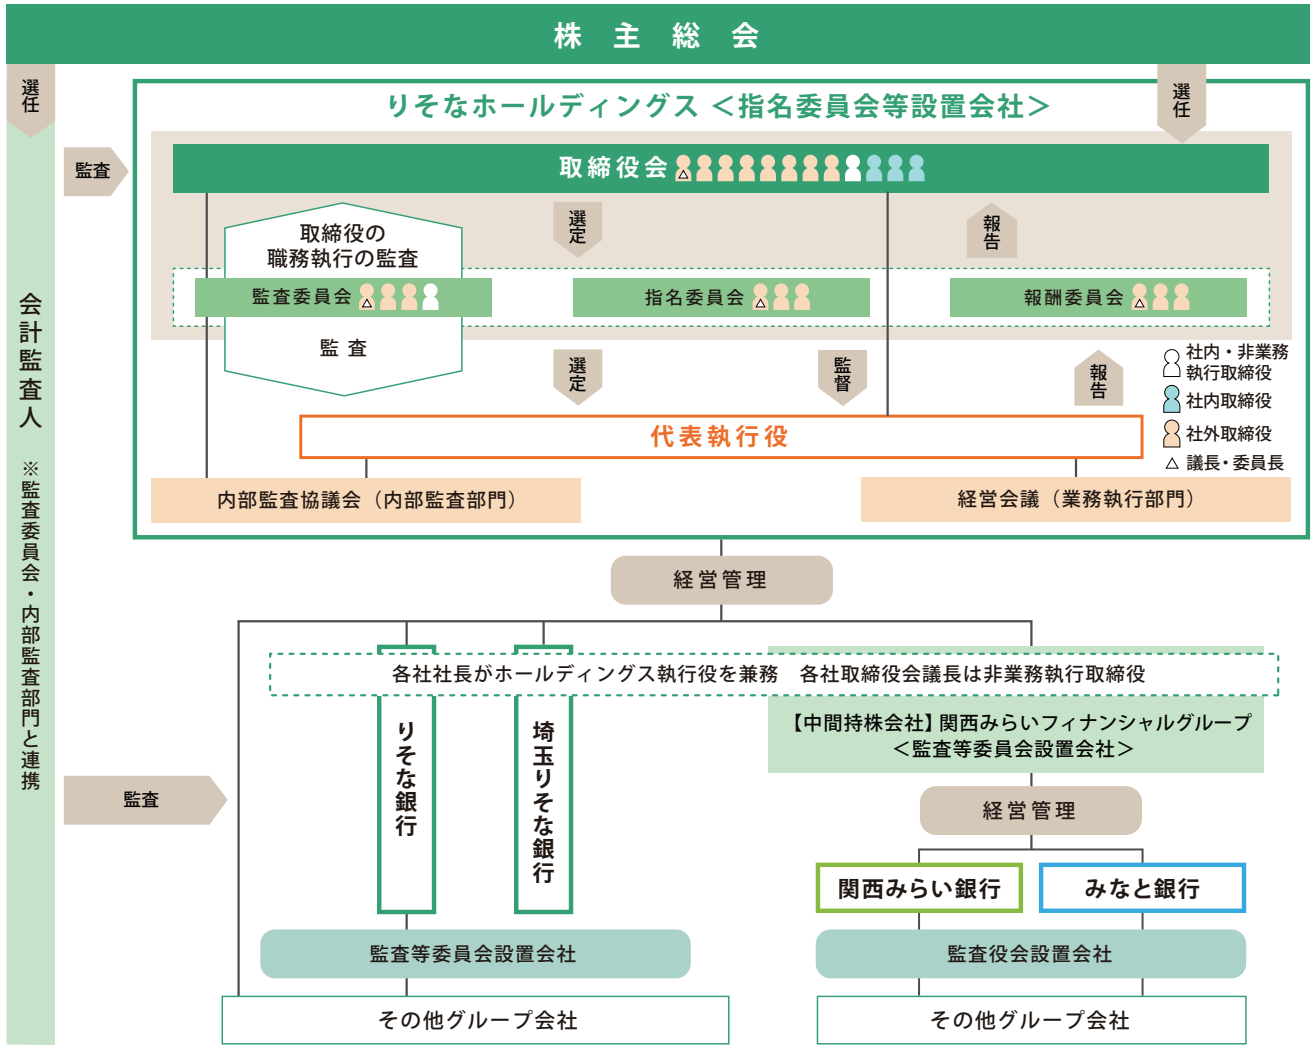 株主総会
選任
選任
りそなホールディングス ＜指名委員会等設置会社＞
監査
取締役会
取締役の
職務執行の監査
選定
報告
監査委員会
指名委員会
報酬委員会
監査
選定
監督
報告
社内・非業務
執行取締役
社内取締役
社外取締役
△ 議長・委員長
代表執行役
内部監査協議会（内部監査部門）
経営会議（業務執行部門）
会計監査人
※監査委員会・内部監査部門と連携
経営管理
各社社長がホールディングス執行役を兼務　各社取締役会議長は非業務執行取締役
りそな銀行
埼玉りそな銀行
【中間持株会社】関西みらいフィナンシャルグループ
＜監査等委員会設置会社＞
監査
経営管理
関西みらい銀行
みなと銀行
監査等委員会設置会社
監査役会設置会社
その他グループ会社
その他グループ会社